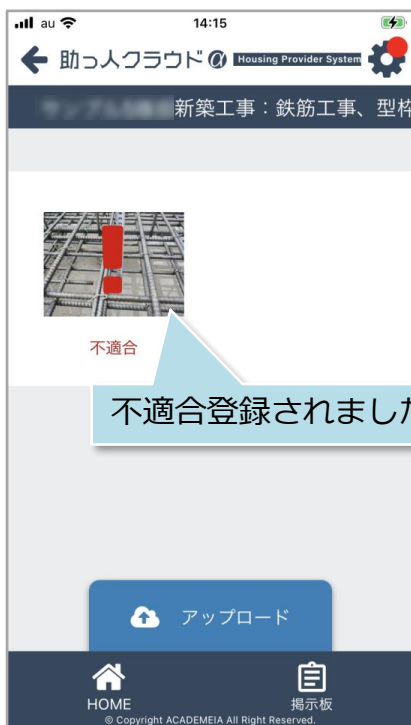 au 14:15
助っ人クラウド α Housing Provider System
新築工事：鉄筋工事、型枠
不適合
不適合登録されました
アップロード
HOME 掲示板
© Copyright ACADEMEIA All Right Reserved.